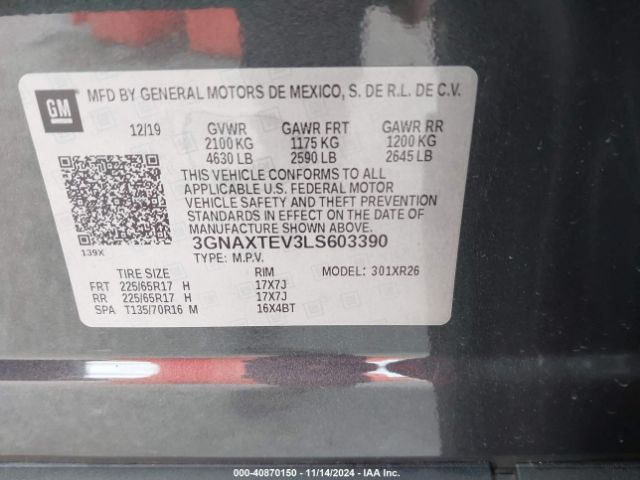 GM
MFD BY GENERAL MOTORS DE MEXICO, S. DE R.L. DE C.V.
12/19 GVWR GAWR FRT GAWR RR
2100 KG 1175 KG 1200 KG
4630 LB 2590 LB 2645 LB
THIS VEHICLE CONFORMS TO ALL
APPLICABLE U.S. FEDERAL MOTOR
VEHICLE SAFETY AND THEFT PREVENTION
STANDARDS IN EFFECT ON THE DATE OF
MANUFACTURE SHOWN ABOVE.
139X
3GNAXTEV3LS603390
TYPE: M.P.V.
TIRE SIZE RIM MODEL: 301XR26
FRT 225/65R17 H 17X7J
RR 225/65R17 H 17X7J
SPA T135/70R16 M 16X4BT
000-40870150 - 11/14/2024 - IAA Inc.